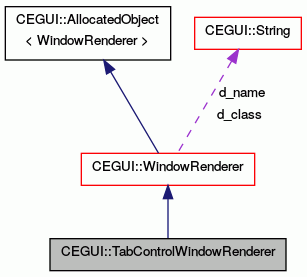 CEGUI::AllocatedObject
< WindowRenderer >
CEGUI::String
d_name
d_class
CEGUI::WindowRenderer
CEGUI::TabControlWindowRenderer